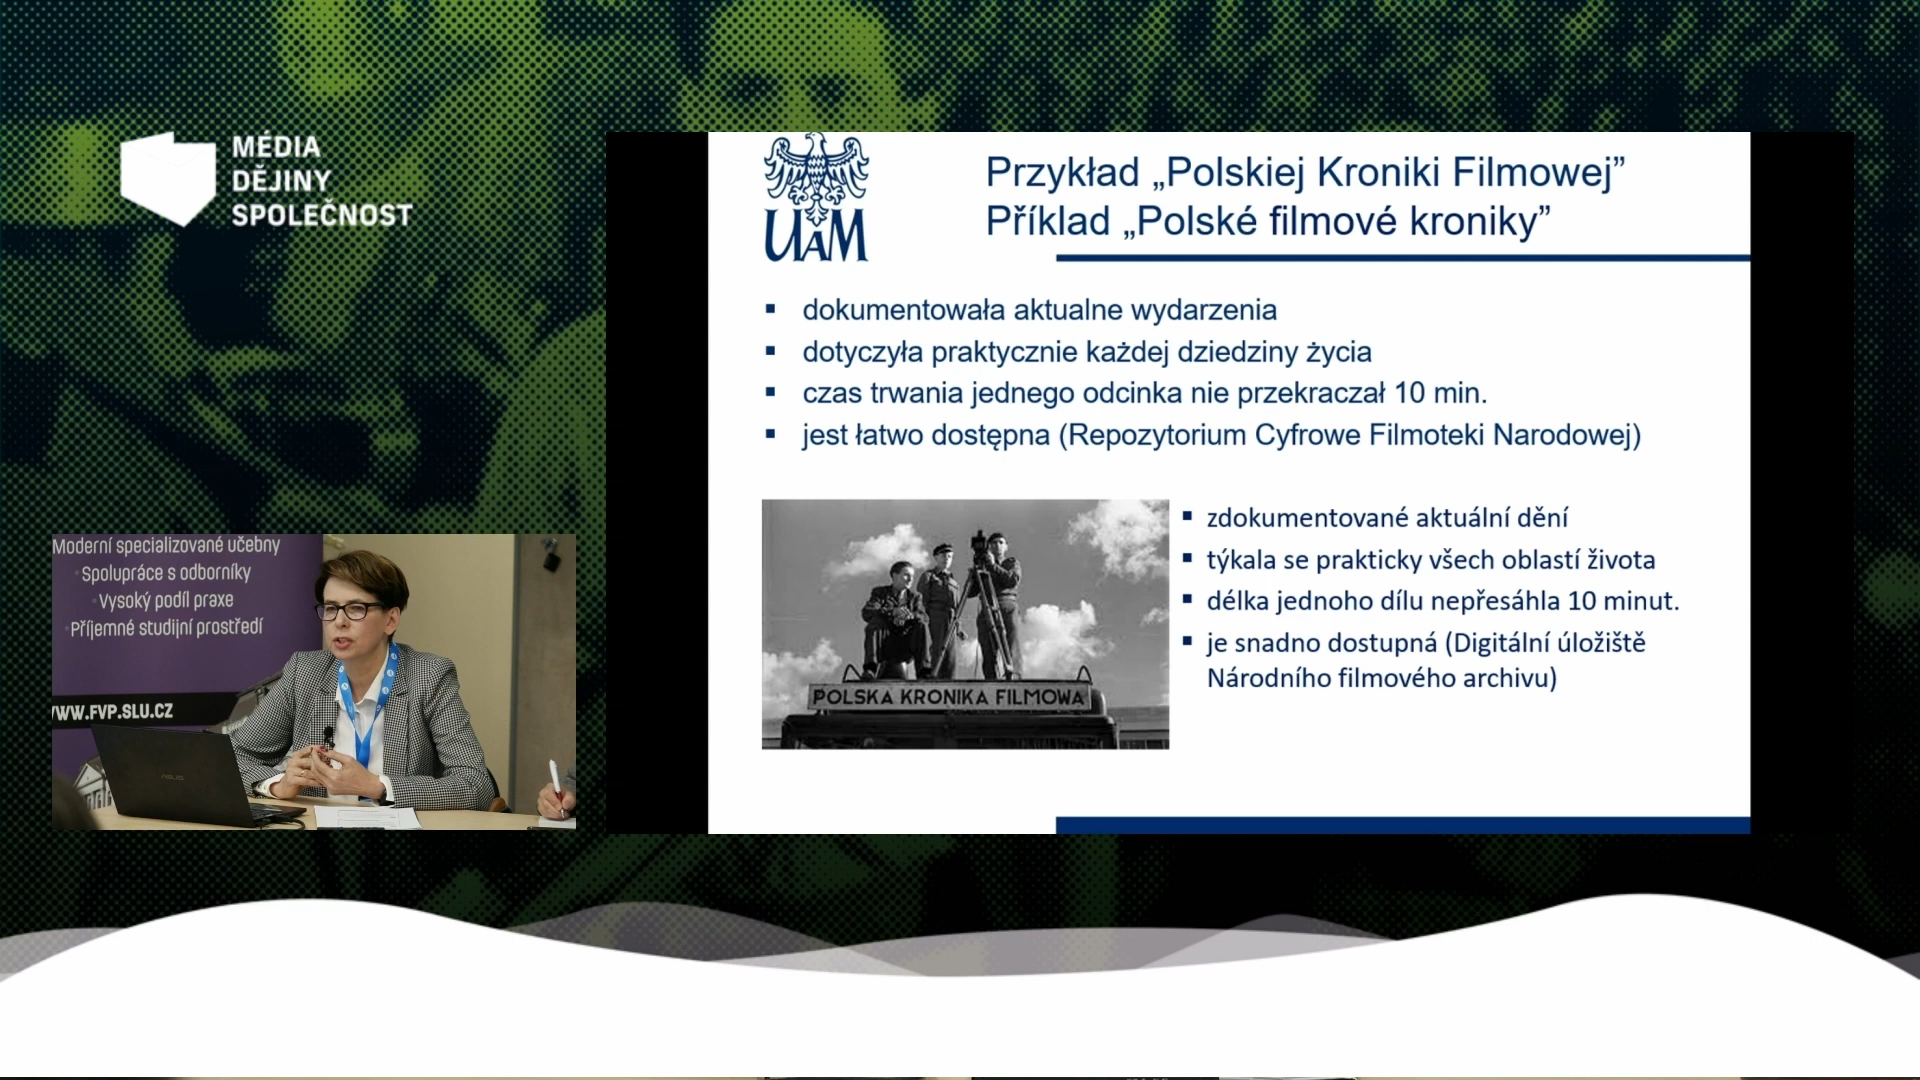 MÉDIA
DĚJINY
SPOLEČNOST
UAM
Przykład „Polskiej Kroniki Filmowej”
Příklad „Polské filmové kroniky”
▪ dokumentowała aktualne wydarzenia
▪ dotyczyła praktycznie każdej dziedziny życia
▪ czas trwania jednego odcinka nie przekraczał 10 min.
▪ jest łatwo dostępna (Repozytorium Cyfrowe Filmoteki Narodowej)
POLSKA KRONIKA FILMOWA
▪ zdokumentované aktuální dění
▪ týkala se prakticky všech oblastí života
▪ délka jednoho dílu nepřesáhla 10 minut.
▪ je snadno dostupná (Digitální úložiště
Národního filmového archivu)
Moderní specializované učebny
Spolupráce s odborníky
Vysoký podíl praxe
Příjemné studijní prostředí
WWW.FVP.SLU.CZ
ASUS